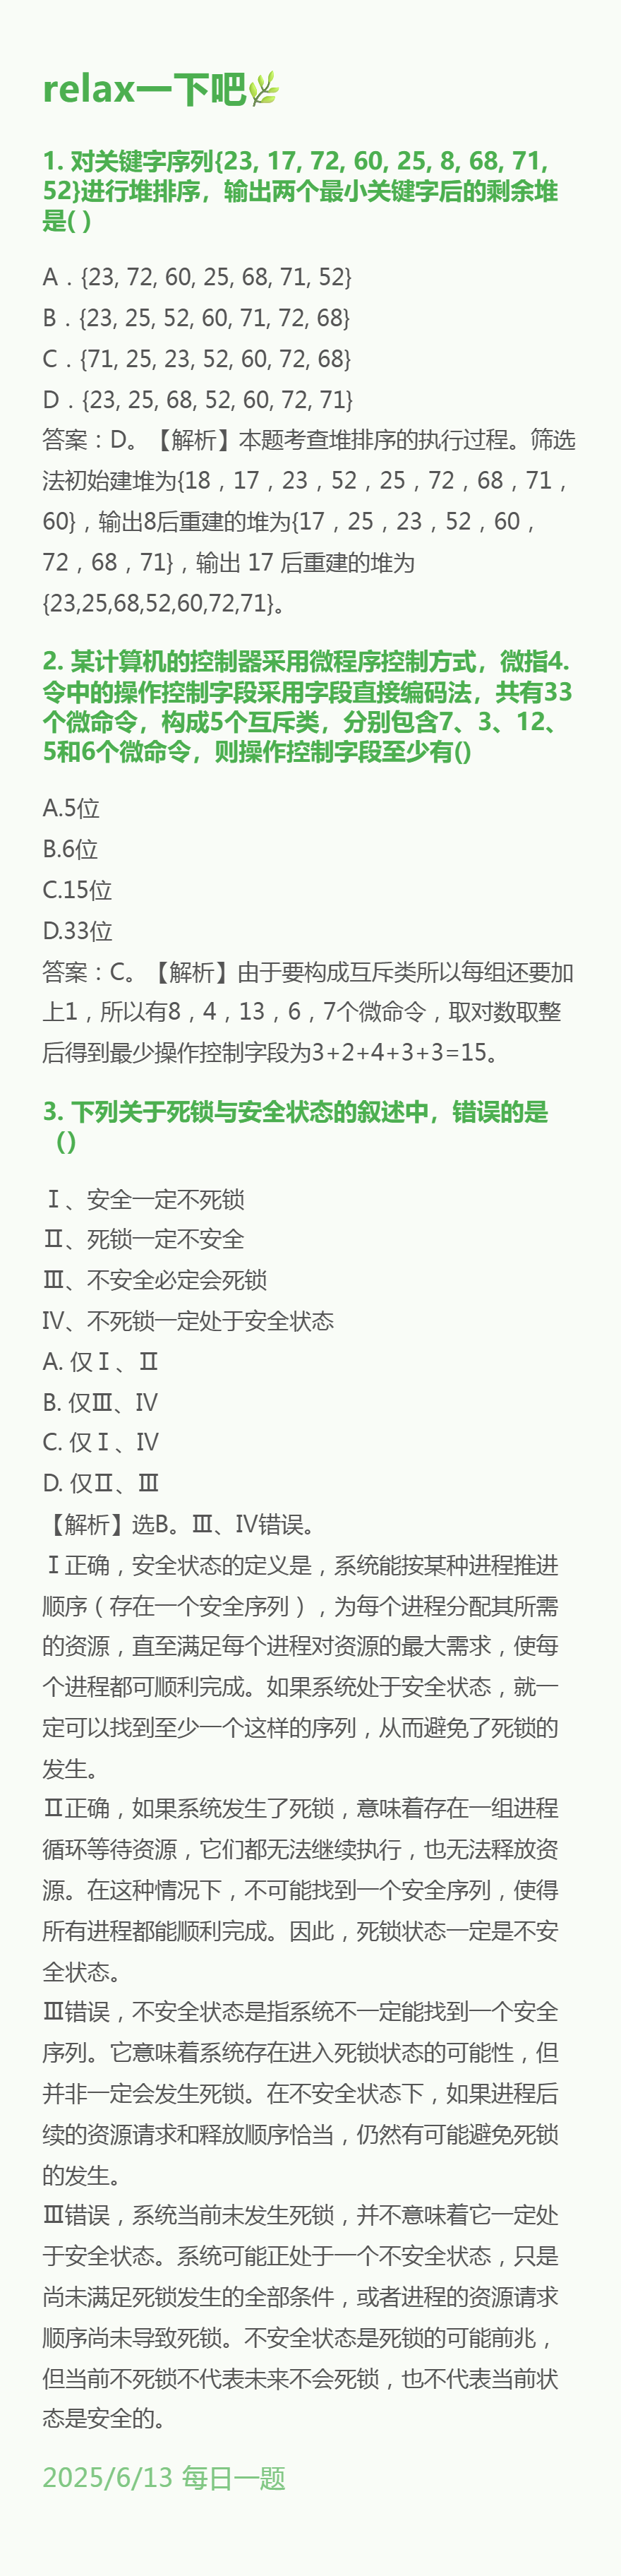 relax一下吧🌿
1. 对关键字序列{23, 17, 72, 60, 25, 8, 68, 71,
52}进行堆排序，输出两个最小关键字后的剩余堆
是( )
A．{23, 72, 60, 25, 68, 71, 52}
B．{23, 25, 52, 60, 71, 72, 68}
C．{71, 25, 23, 52, 60, 72, 68}
D．{23, 25, 68, 52, 60, 72, 71}
答案：D。【解析】本题考查堆排序的执行过程。筛选
法初始建堆为{18，17，23，52，25，72，68，71，
60}，输出8后重建的堆为{17，25，23，52，60，
72，68，71}，输出 17 后重建的堆为
{23,25,68,52,60,72,71}。
2. 某计算机的控制器采用微程序控制方式，微指4.
令中的操作控制字段采用字段直接编码法，共有33
个微命令，构成5个互斥类，分别包含7、3、12、
5和6个微命令，则操作控制字段至少有()
A.5位
B.6位
C.15位
D.33位
答案：C。【解析】由于要构成互斥类所以每组还要加
上1，所以有8，4，13，6，7个微命令，取对数取整
后得到最少操作控制字段为3+2+4+3+3=15。
3. 下列关于死锁与安全状态的叙述中，错误的是
（）
Ⅰ、安全一定不死锁
Ⅱ、死锁一定不安全
Ⅲ、不安全必定会死锁
IV、不死锁一定处于安全状态
A. 仅Ⅰ、Ⅱ
B. 仅Ⅲ、IV
C. 仅Ⅰ、IV
D. 仅Ⅱ、Ⅲ
【解析】选B。Ⅲ、IV错误。
Ⅰ正确，安全状态的定义是，系统能按某种进程推进
顺序（存在一个安全序列），为每个进程分配其所需
的资源，直至满足每个进程对资源的最大需求，使每
个进程都可顺利完成。如果系统处于安全状态，就一
定可以找到至少一个这样的序列，从而避免了死锁的
发生。
Ⅱ正确，如果系统发生了死锁，意味着存在一组进程
循环等待资源，它们都无法继续执行，也无法释放资
源。在这种情况下，不可能找到一个安全序列，使得
所有进程都能顺利完成。因此，死锁状态一定是不安
全状态。
Ⅲ错误，不安全状态是指系统不一定能找到一个安全
序列。它意味着系统存在进入死锁状态的可能性，但
并非一定会发生死锁。在不安全状态下，如果进程后
续的资源请求和释放顺序恰当，仍然有可能避免死锁
的发生。
Ⅲ错误，系统当前未发生死锁，并不意味着它一定处
于安全状态。系统可能正处于一个不安全状态，只是
尚未满足死锁发生的全部条件，或者进程的资源请求
顺序尚未导致死锁。不安全状态是死锁的可能前兆，
但当前不死锁不代表未来不会死锁，也不代表当前状
态是安全的。
2025/6/13 每日一题